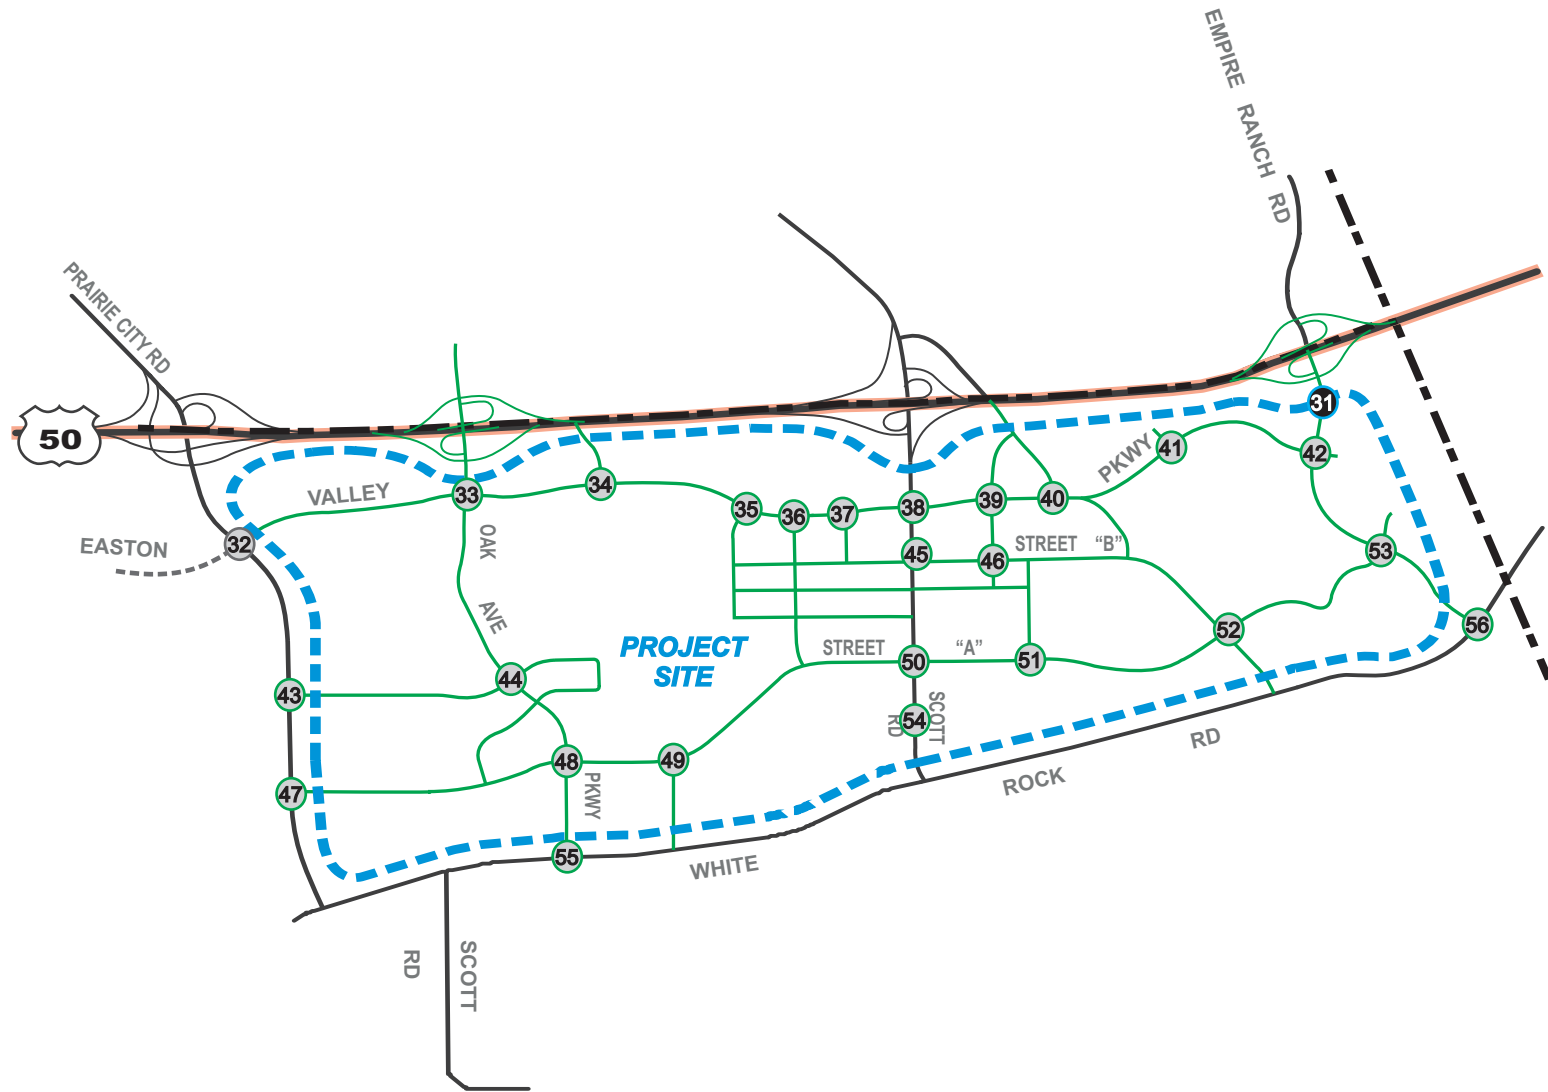 EMPIRE RANCH RD
PRAIRIE CITY RD
50
31
PKWY
41
42
VALLEY
33
34
35
36
37
38
39
40
EASTON
32
OAK
45
46
STREET "B"
53
AVE
PROJECT
SITE
STREET
50
"A"
51
52
56
44
43
SCOTT
RD
54
48
49
PKWY
47
RD
ROCK
55
WHITE
SCOTT
RD